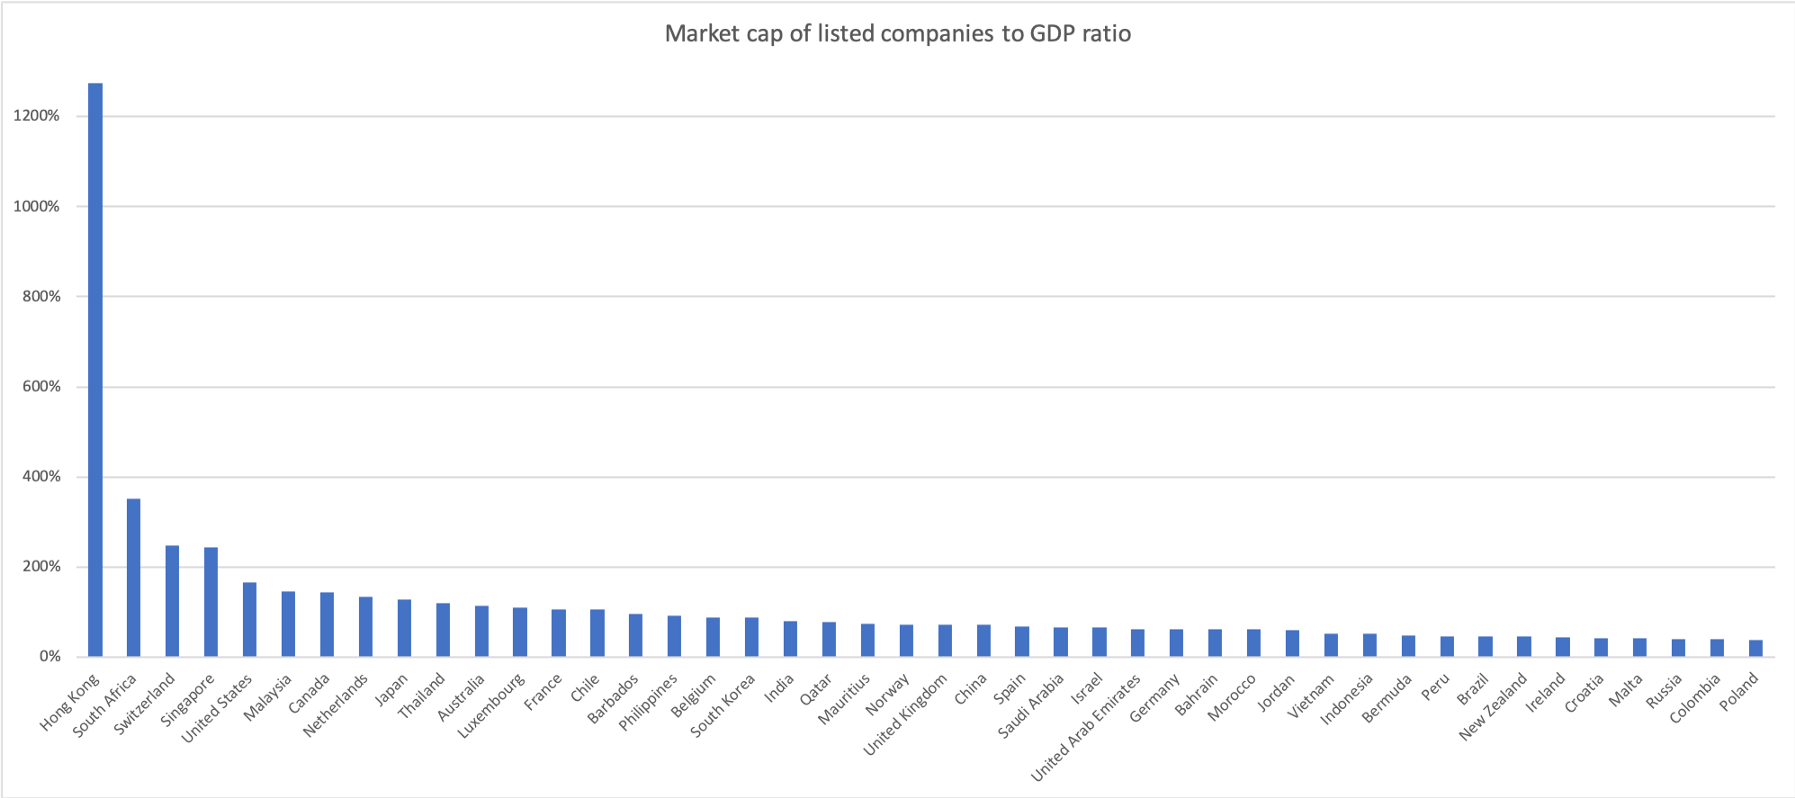 Market cap of listed companies to GDP ratio
1200%
1000%
800%
600%
400%
200%
0%
Hong Kong
South Africa
Switzerland
Singapore
United States
Malaysia
Canada
Netherlands
Japan
Thailand
Australia
Luxembourg
France
Chile
Barbados
Philippines
Belgium
South Korea
India
Qatar
Mauritius
Norway
United Kingdom
China
Spain
Saudi Arabia
Israel
United Arab Emirates
Germany
Bahrain
Morocco
Jordan
Vietnam
Indonesia
Bermuda
Peru
Brazil
New Zealand
Ireland
Croatia
Malta
Russia
Colombia
Poland